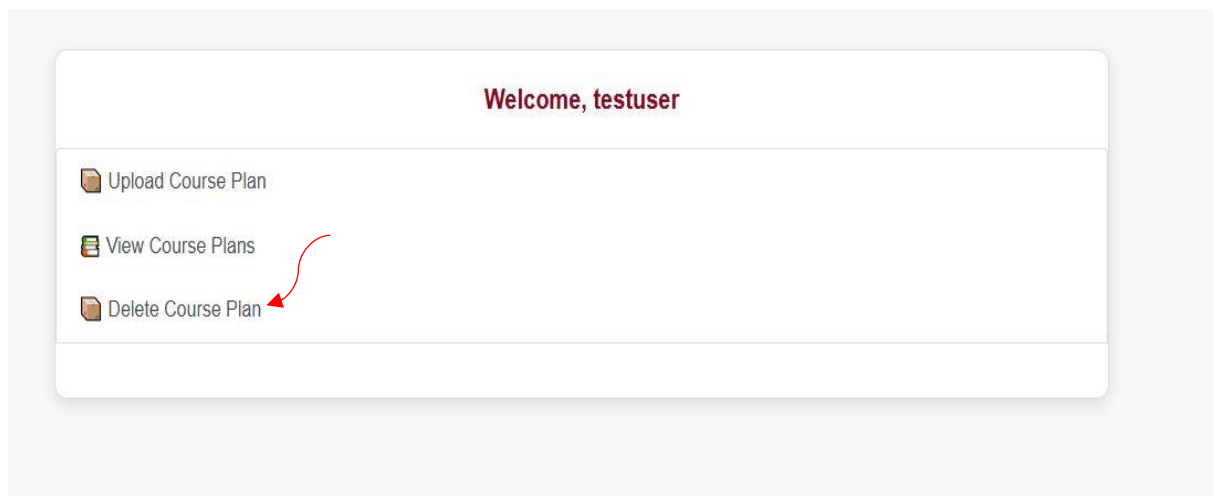 Welcome, testuser
Upload Course Plan
View Course Plans
Delete Course Plan